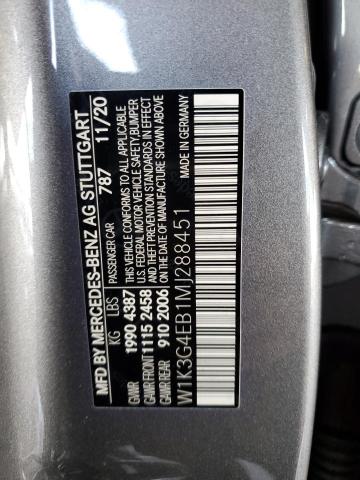 MFD BY MERCEDES-BENZ AG STUTTGART
787 11/20
PASSENGER CAR
KG LBS
GVWR 1990 4387
GAWR FRONT 1115 2458
GAWR 910 2006
THIS VEHICLE CONFORMS TO ALL APPLICABLE
U.S. FEDERAL MOTOR VEHICLE SAFETY, BUMPER
AND THEFT PREVENTION STANDARDS IN EFFECT
ON THE DATE OF MANUFACTURE SHOWN ABOVE
MADE IN GERMANY
W1K3G4EB1MJ288451